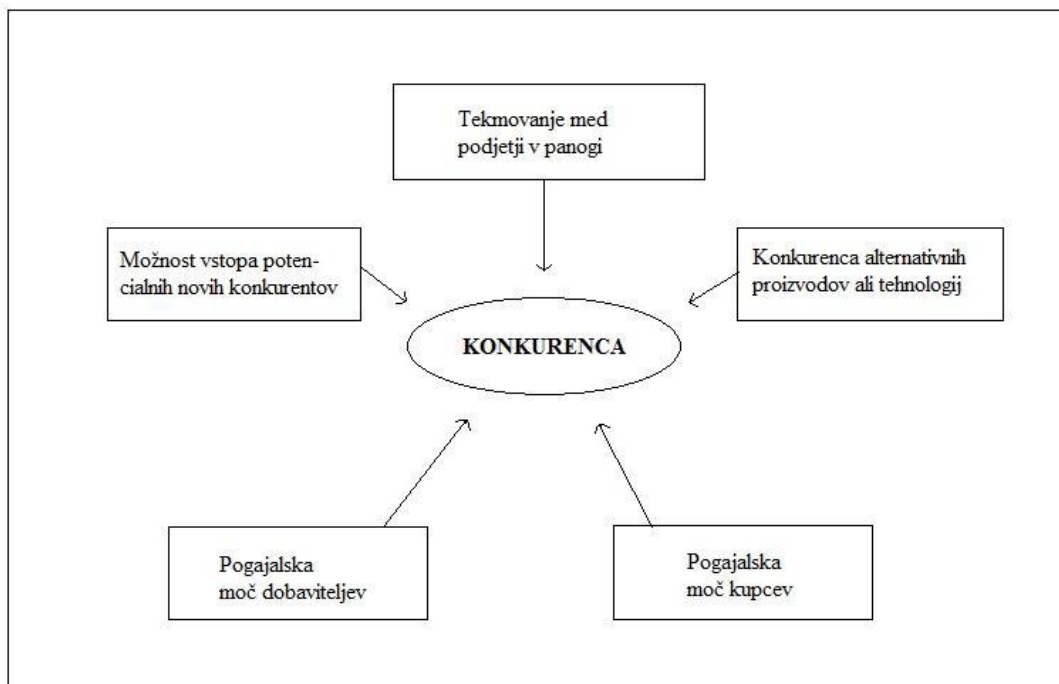 Tekmovanje med
podjetji v panogi
Možnost vstopa poten-
cialnih novih konkurentov
Konkurenca alternativnih
proizvodov ali tehnologij
KONKURENCA
Pogajalska
moč dobaviteljev
Pogajalska
moč kupcev